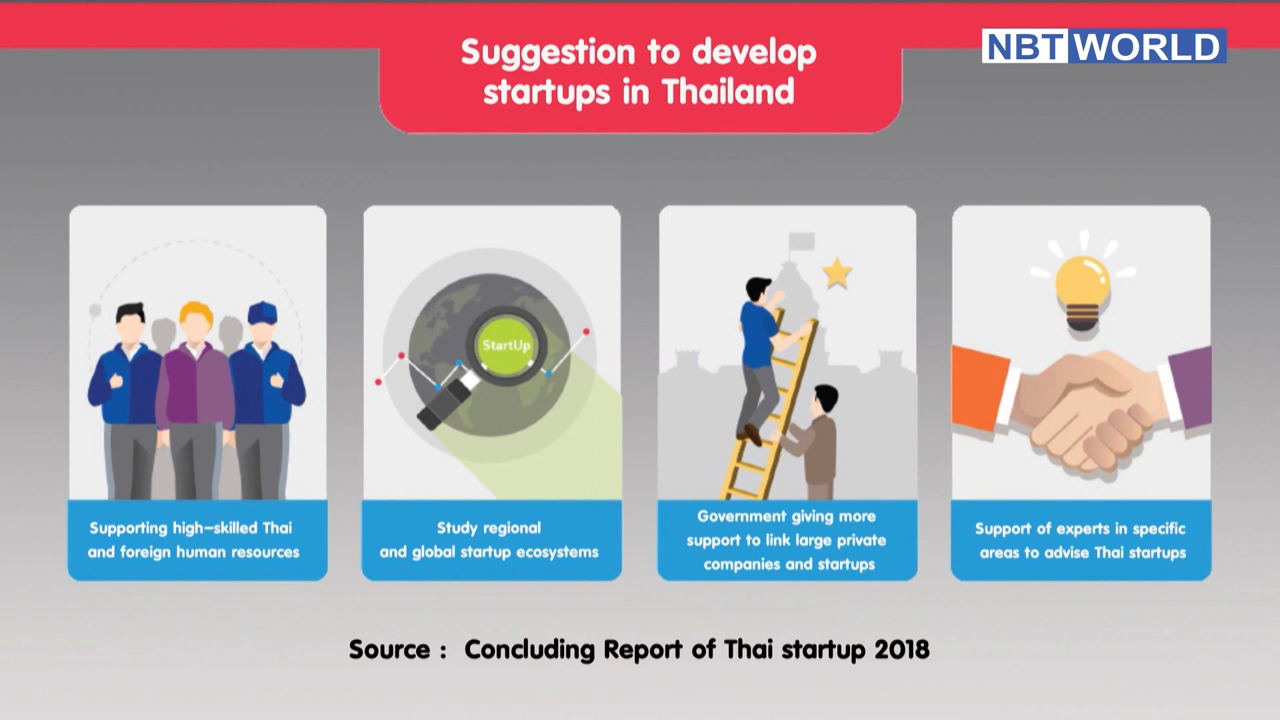 Suggestion to develop
startups in Thailand
NBT WORLD
StartUp
Supporting high-skilled Thai
and foreign human resources
Study regional
and global startup ecosystems
Government giving more
support to link large private
companies and startups
Support of experts in specific
areas to advise Thai startups
Source : Concluding Report of Thai startup 2018